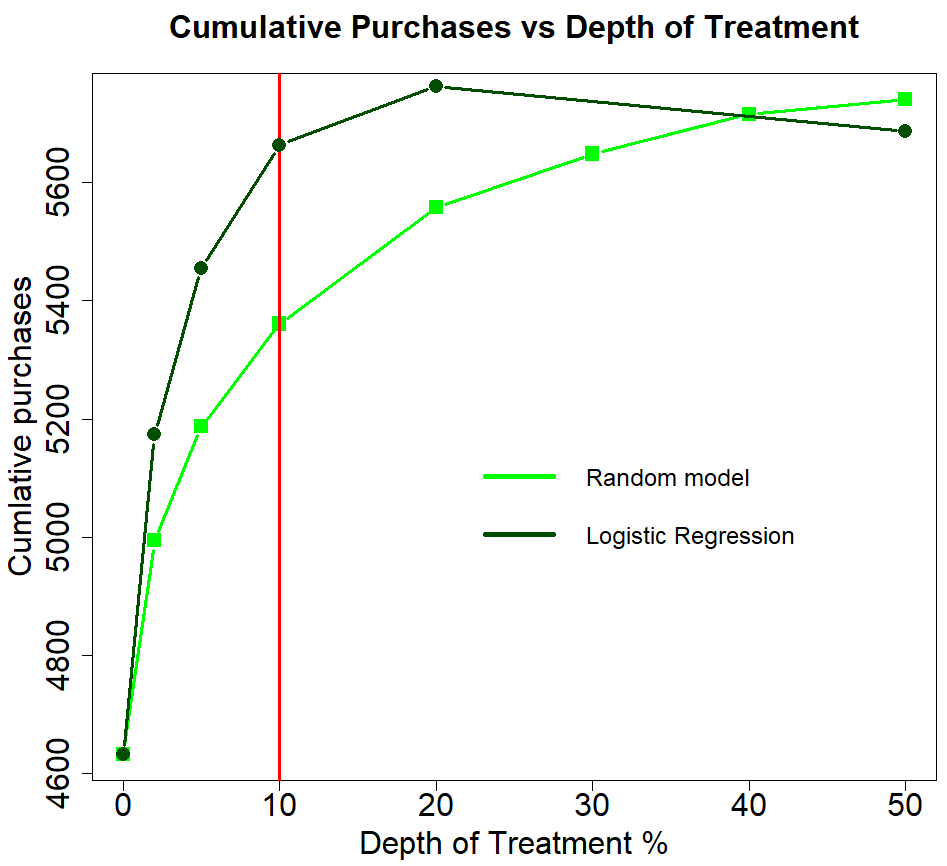 Cumulative Purchases vs Depth of Treatment
Cumlative purchases
5600
5400
5200
5000
4800
4600
Random model
Logistic Regression
0 10 20 30 40 50
Depth of Treatment %